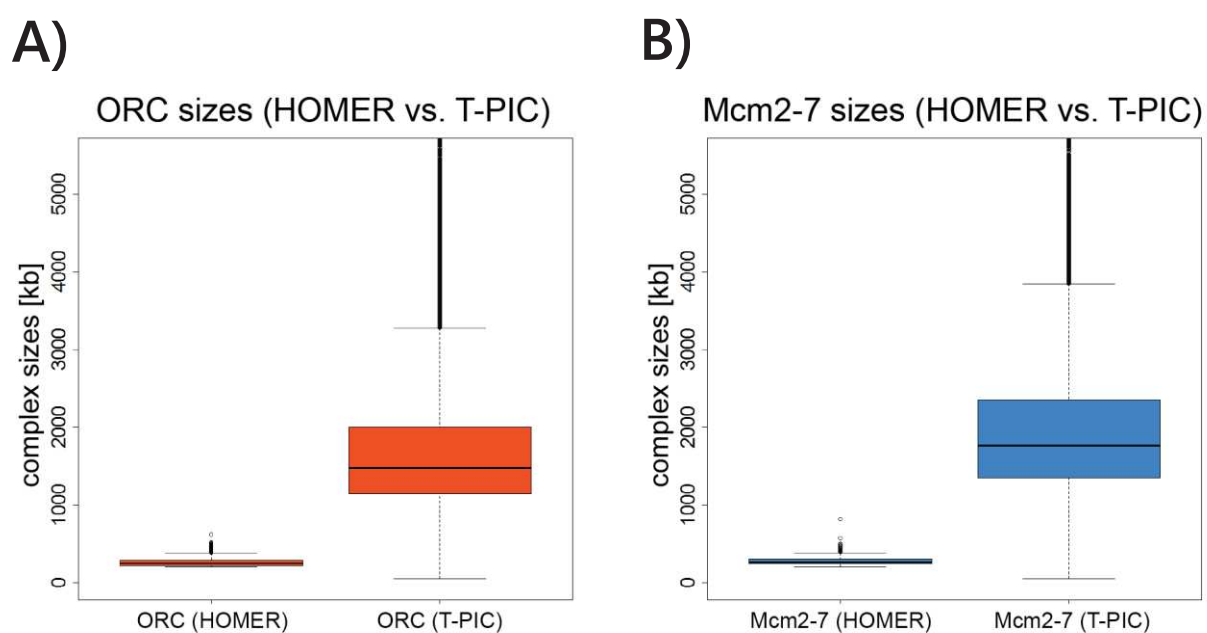 A)
B)
ORC sizes (HOMER vs. T-PIC)
complex sizes [kb]
5000
4000
3000
2000
1000
0
ORC (HOMER)
ORC (T-PIC)
Mcm2-7 sizes (HOMER vs. T-PIC)
complex sizes [kb]
5000
4000
3000
2000
1000
0
Mcm2-7 (HOMER)
Mcm2-7 (T-PIC)